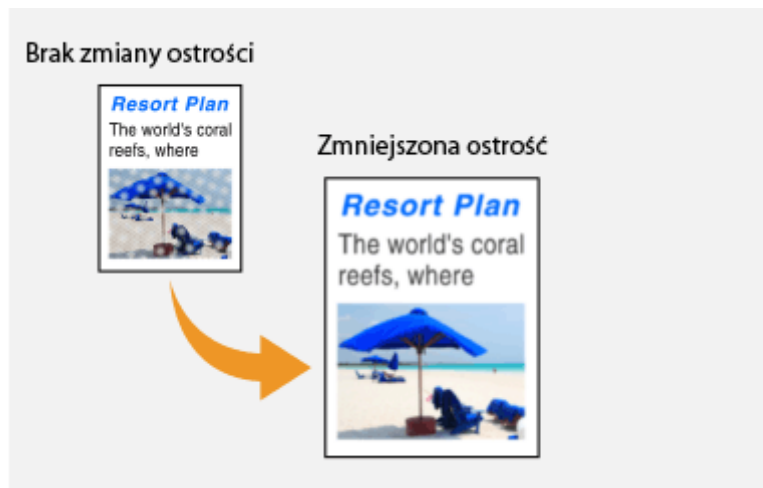 Brak zmiany ostrości
Resort Plan
The world's coral
reefs, where
Zmniejszona ostrość
Resort Plan
The world's coral
reefs, where